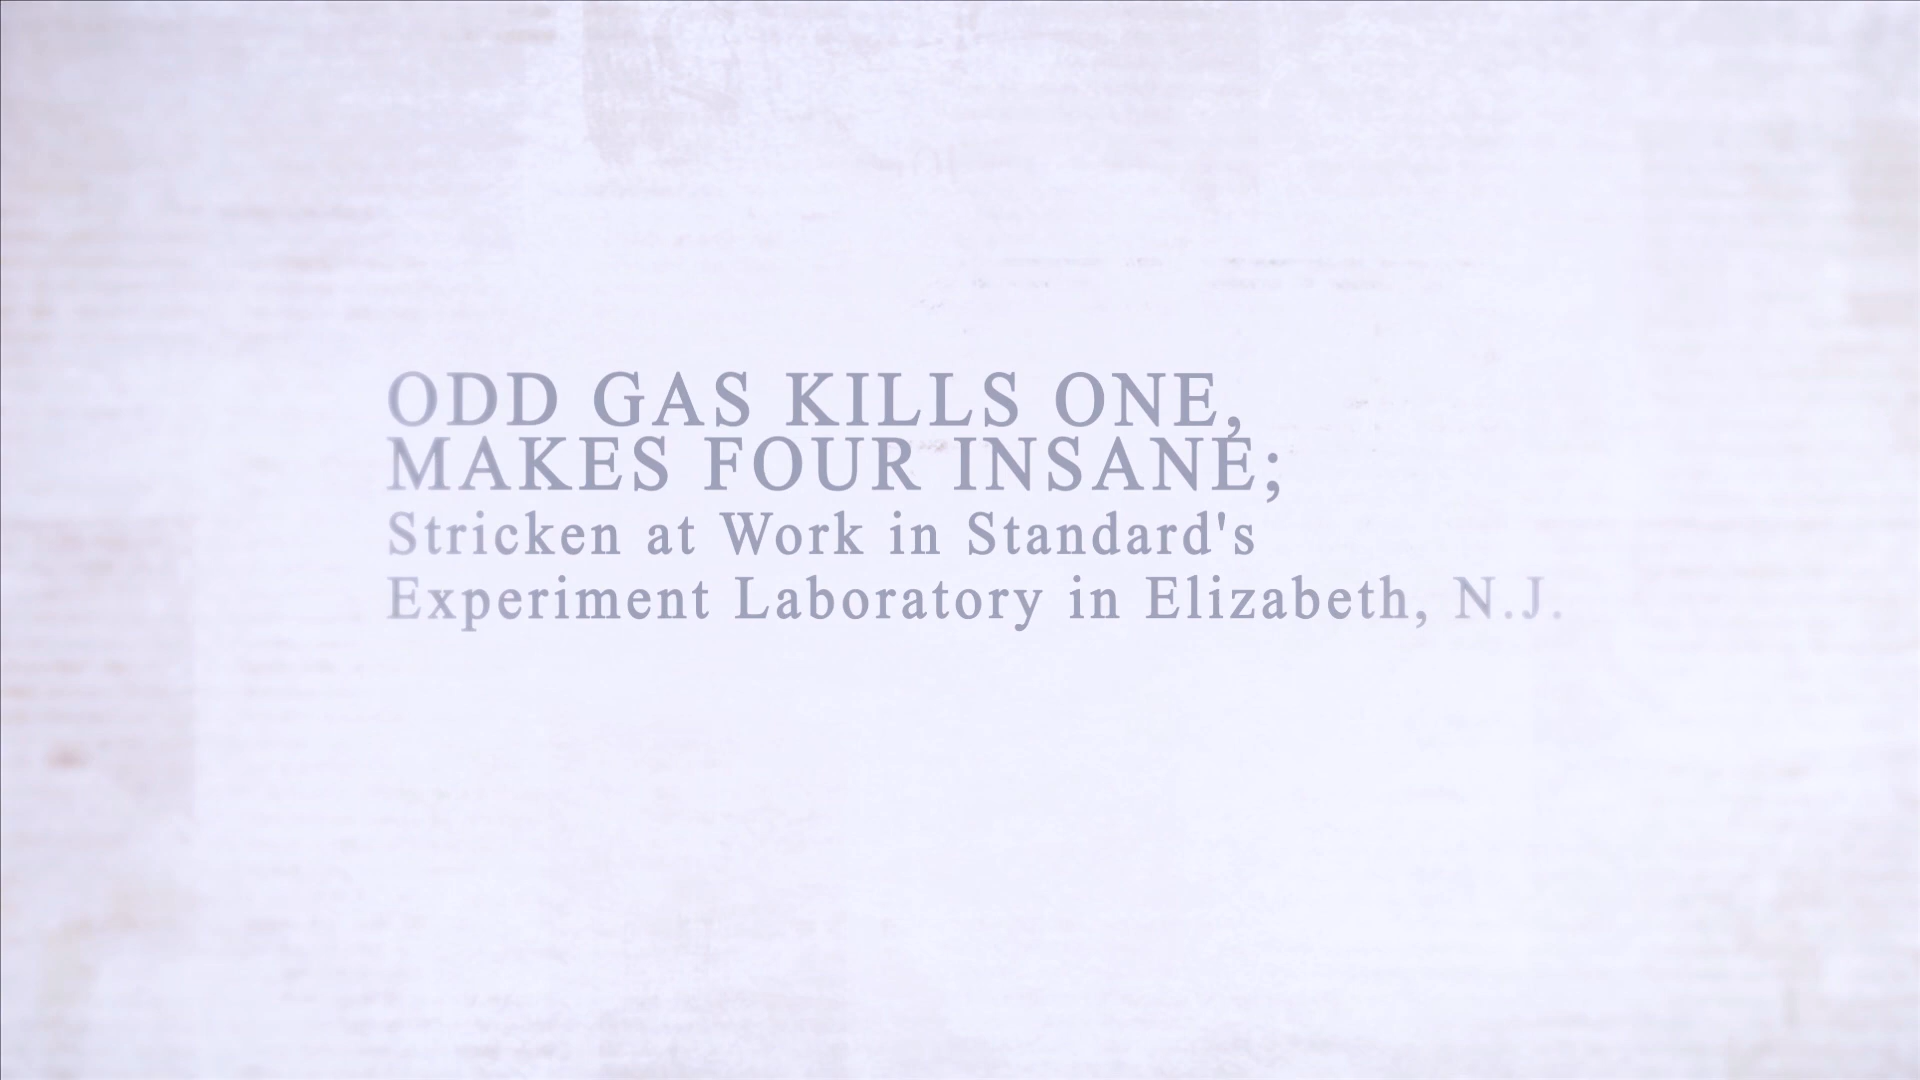 ODD GAS KILLS ONE,
MAKES FOUR INSANE;
Stricken at Work in Standard's
Experiment Laboratory in Elizabeth, N.J.